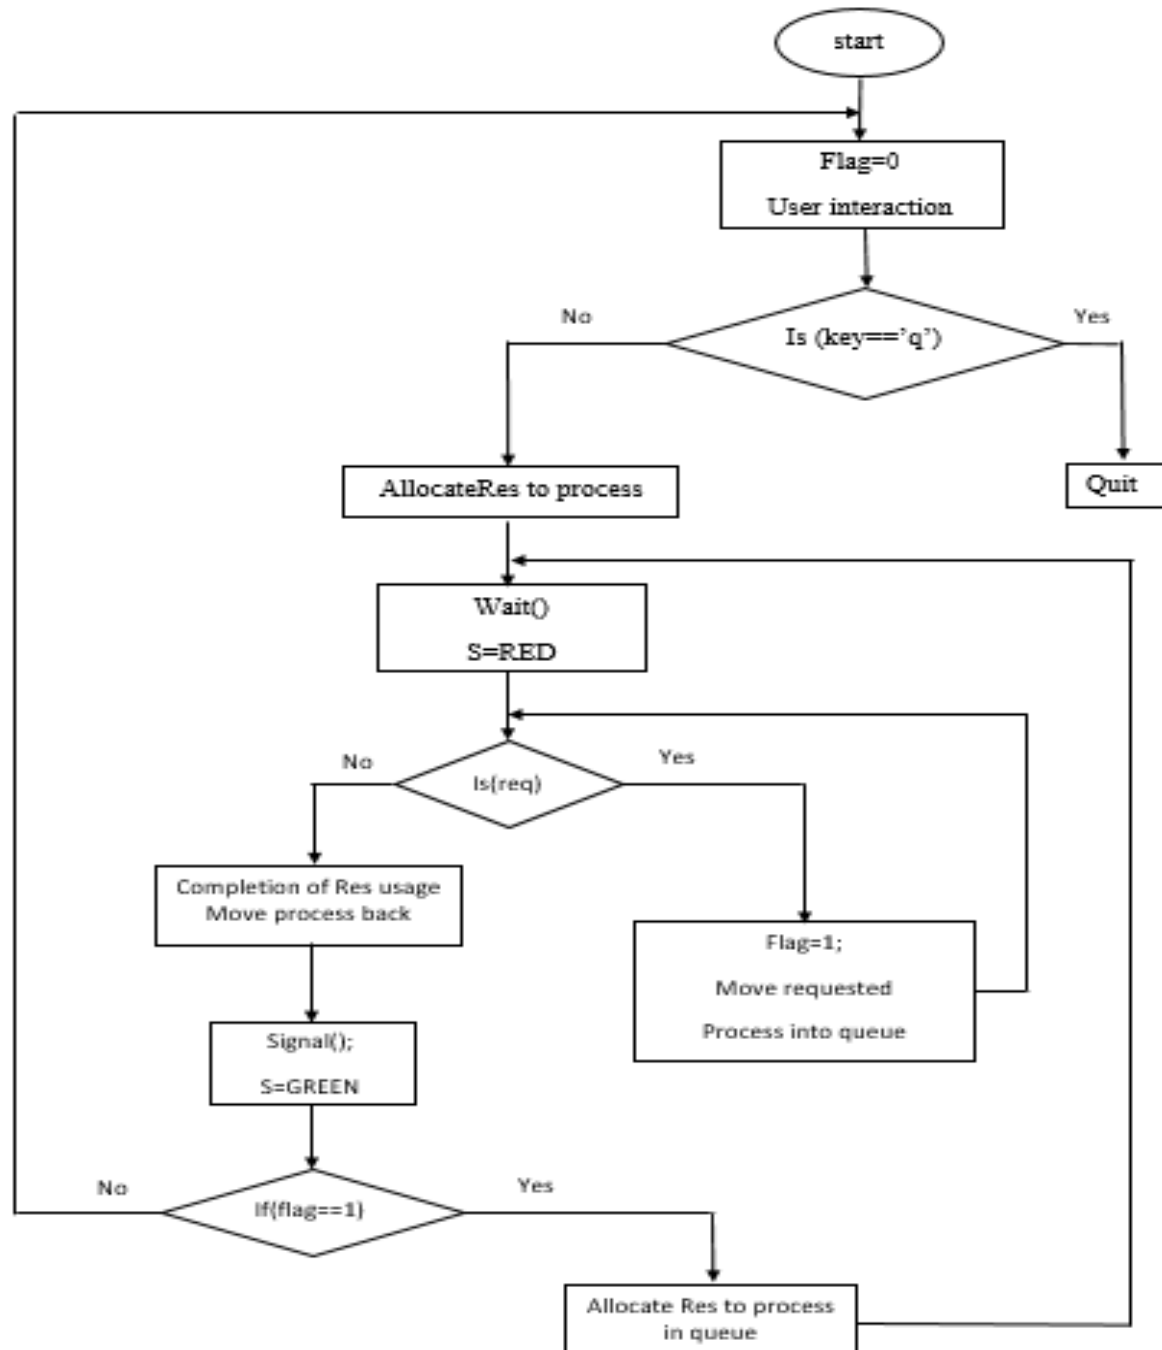 start
Flag=0
User interaction
No
Yes
Is (key==’q’)
AllocateRes to process
Quit
Wait()
S=RED
No
Yes
Is(req)
Completion of Res usage
Move process back
Flag=1;
Move requested
Process into queue
Signal();
S=GREEN
No
Yes
If(flag==1)
Allocate Res to process
in queue